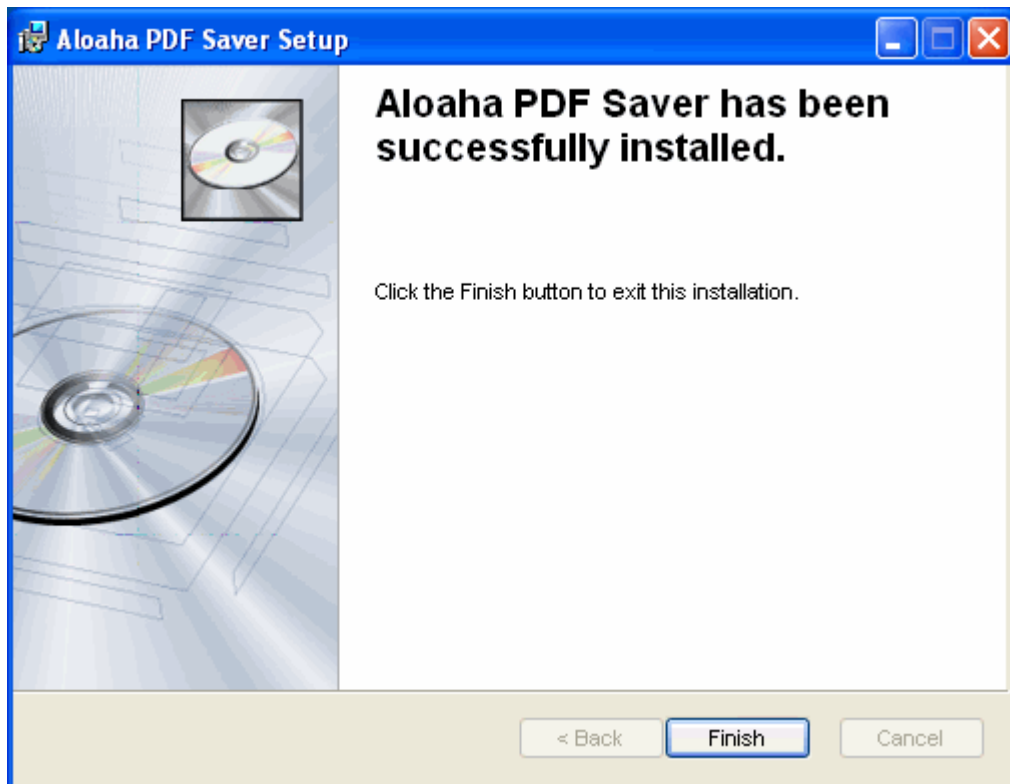 Aloaha PDF Saver Setup
Aloaha PDF Saver has been
successfully installed.
Click the Finish button to exit this installation.
< Back
Finish
Cancel